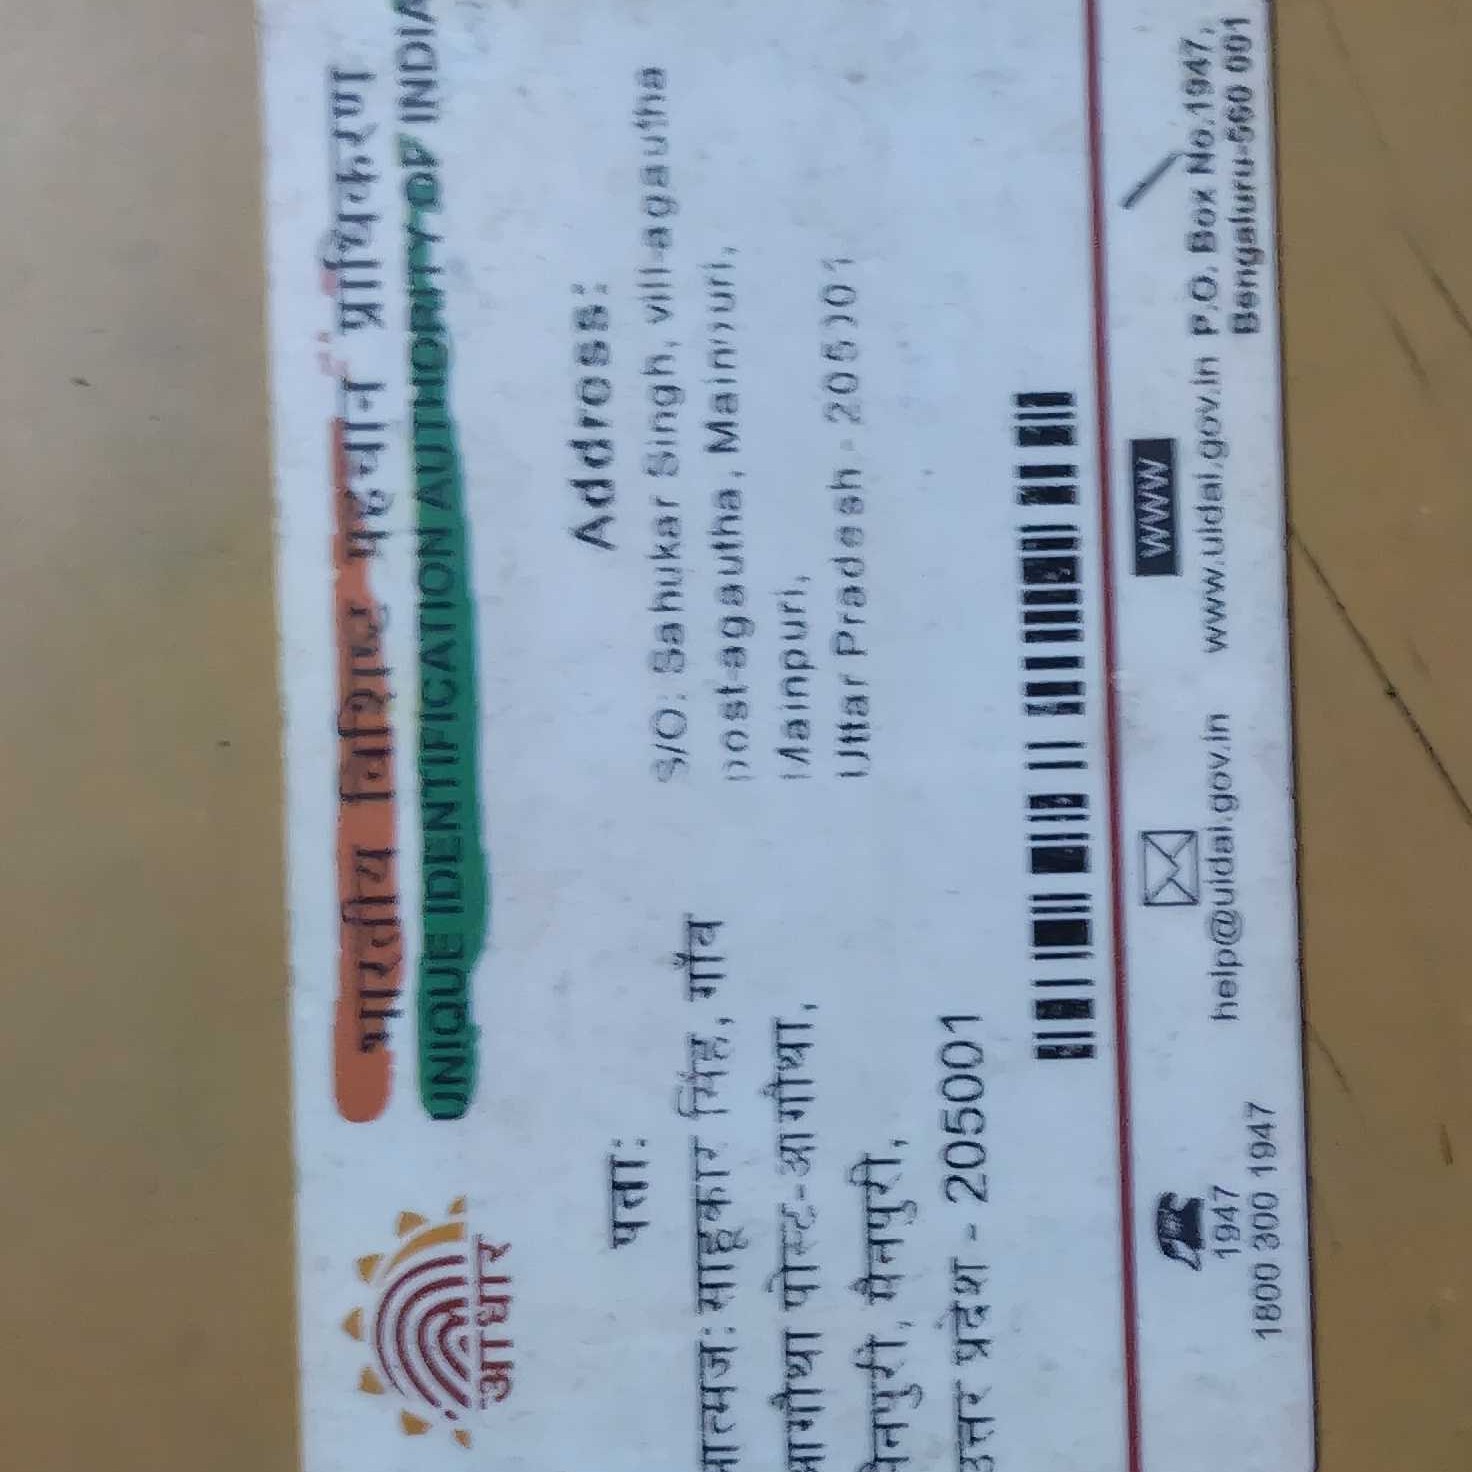 भारतीय विशिष्ट पहचान प्राधिकरण
UNIQUE IDENTIFICATION AUTHORITY OF INDIA
आधार
पता:
आत्मज: साहूकार सिंह, गाँव
आगौथा पोस्ट-आगौथा,
मैनपुरी, मैनपुरी,
उत्तर प्रदेश - 205001
Address:
S/O: Sahukar Singh, vill-agautha
post-agautha, Mainpuri,
Mainpuri,
Uttar Pradesh - 205001
1947
1800 300 1947
help@uidai.gov.in
WWW
www.uidai.gov.in
P.O. Box No.1947,
Bengaluru-560 001